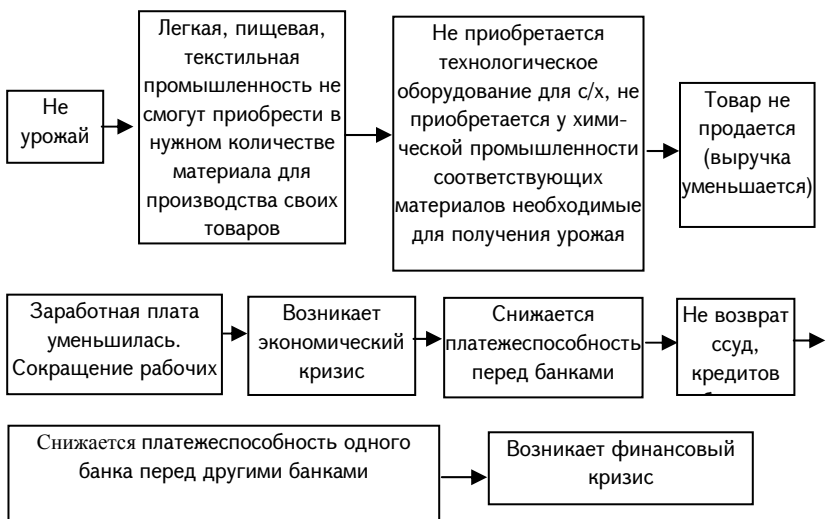 Не
урожай
Легкая, пищевая,
текстильная
промышленность не
смогут приобрести в
нужном количестве
материала для
производства своих
товаров
Не приобретается
технологическое
оборудование для с/х, не
приобретается у хими-
ческой промышленности
соответствующих
материалов необходимые
для получения урожая
Товар не
продается
(выручка
уменьшается)
Заработная плата
уменьшилась.
Сокращение рабочих
Возникает
экономический
кризис
Снижается
платежеспособность
перед банками
Не возврат
ссуд,
кредитов
Снижается платежеспособность одного
банка перед другими банками
Возникает финансовый
кризис